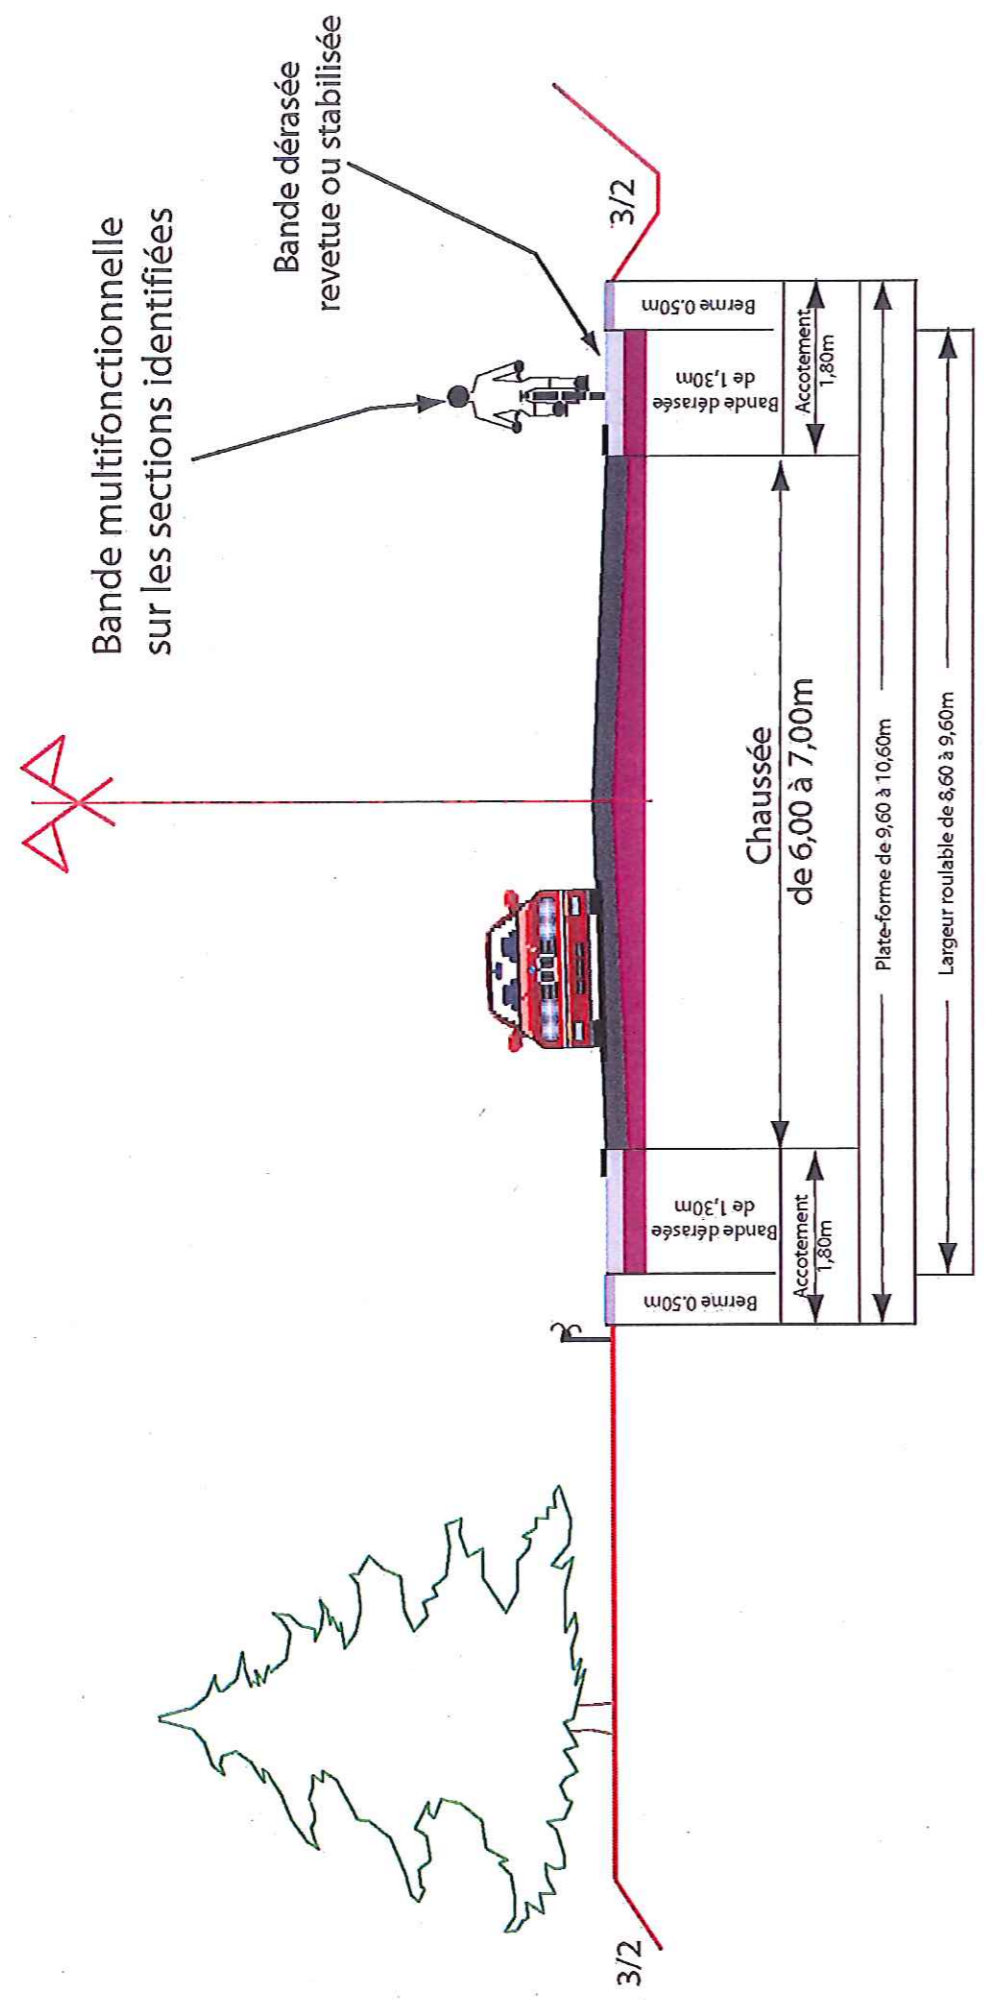 Bande multifonctionnelle
sur les sections identifiées
Bande dérasée
revetue ou stabilisée
3/2
3/2
Berme 0.50m
Bande dérasée
de 1,30m
Accotement
1,80m
Chaussée
de 6,00 à 7,00m
Bande dérasée
de 1,30m
Berme 0.50m
Accotement
1,80m
Plate-forme de 9,60 à 10,60m
Largeur roulable de 8,60 à 9,60m